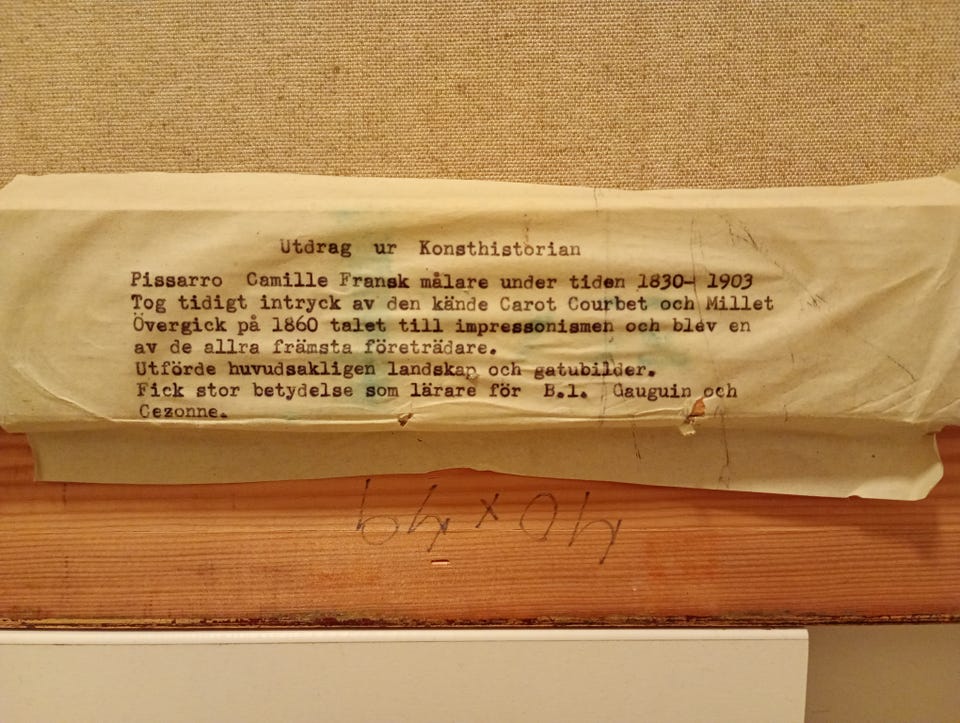 Utdrag ur Konsthistorian
Pissarro Camille Fransk målare under tiden 1830- 1903
Tog tidigt intryck av den kände Carot Courbet och Millet
Övergick på 1860 talet till impressonismen och blev en
av de allra främsta företrädare.
Utförde huvudsakligen landskap och gatubilder.
Fick stor betydelse som lärare för B.l. Gauguin och
Cezonne.
40 x 49